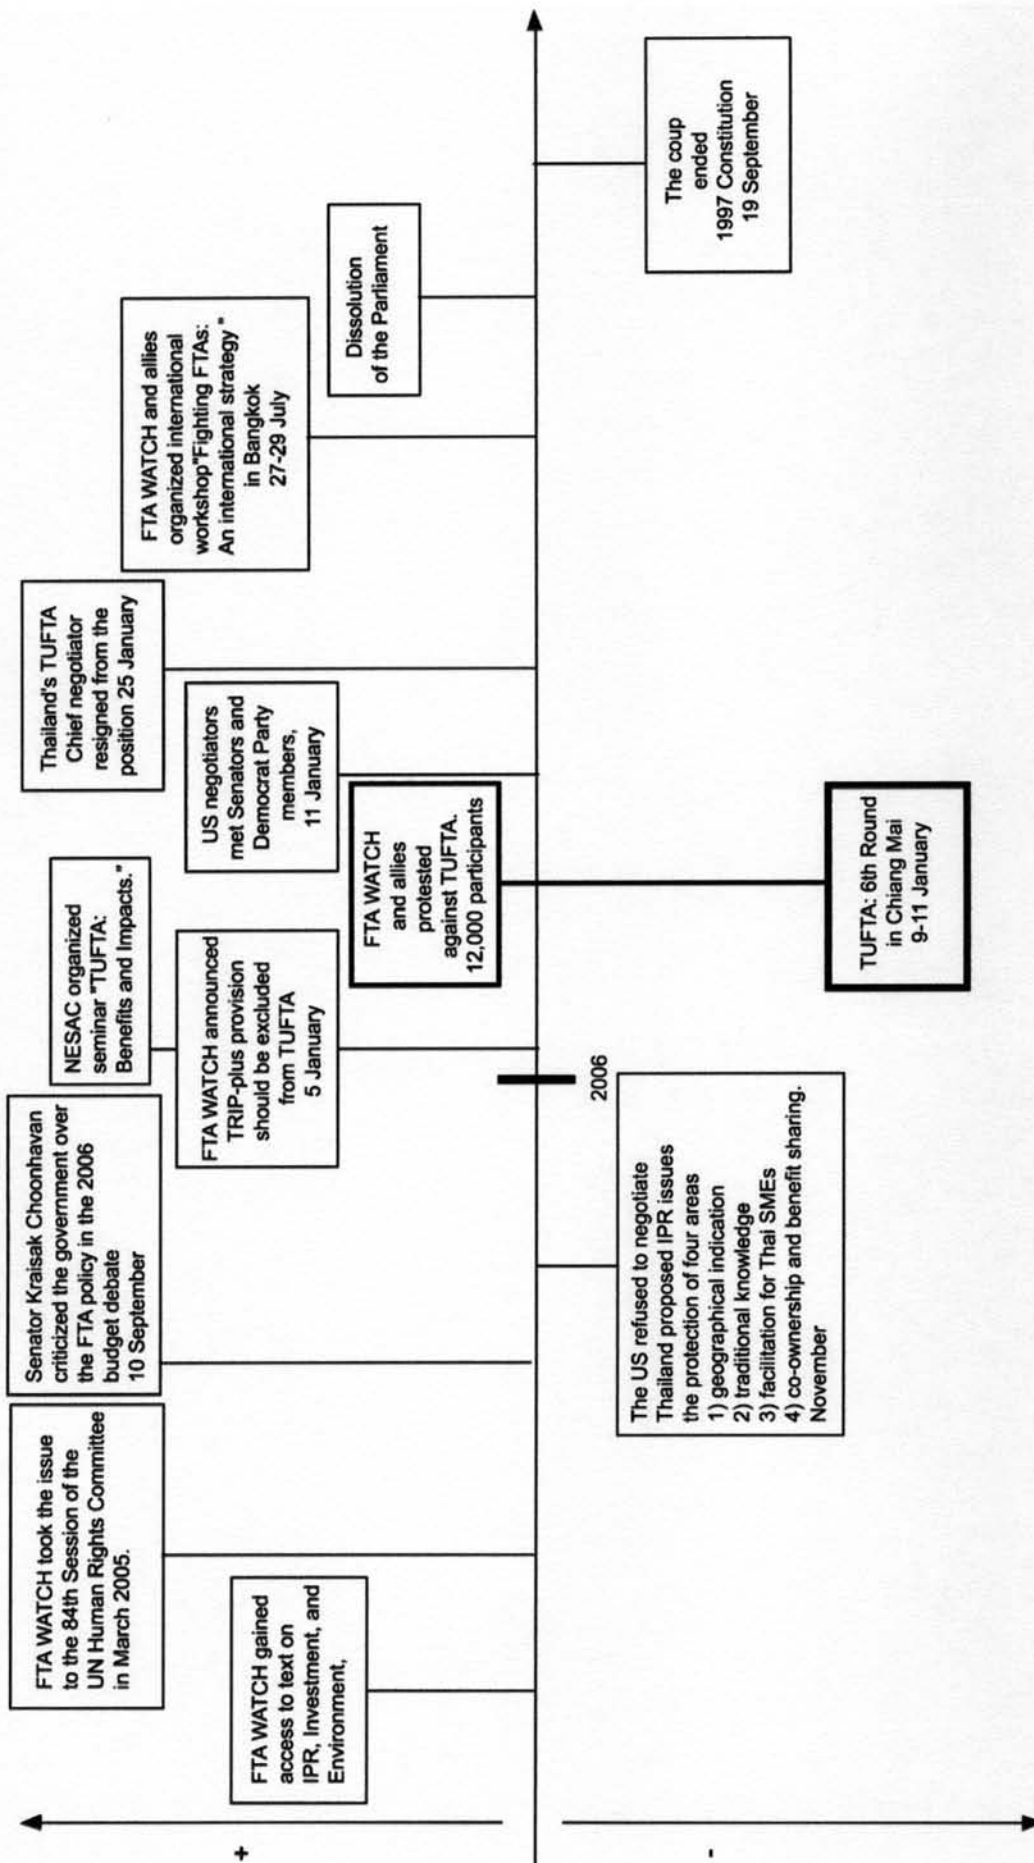 +
-
FTA WATCH gained
access to text on
IPR, Investment, and
Environment,
FTA WATCH took the issue
to the 84th Session of the
UN Human Rights Committee
in March 2005.
Senator Kraisak Choonhavan
criticized the government over
the FTA policy in the 2006
budget debate
10 September
The US refused to negotiate
Thailand proposed IPR issues
the protection of four areas
1) geographical indication
2) traditional knowledge
3) facilitation for Thai SMEs
4) co-ownership and benefit sharing.
November
2006
NESAC organized
seminar "TUFTA:
Benefits and Impacts."
FTA WATCH announced
TRIP-plus provision
should be excluded
from TUFTA
5 January
FTA WATCH
and allies
protested
against TUFTA.
12,000 participants
TUFTA: 6th Round
in Chiang Mai
9-11 January
US negotiators
met Senators and
Democrat Party
members,
11 January
Thailand's TUFTA
Chief negotiator
resigned from the
position 25 January
FTA WATCH and allies
organized international
workshop"Fighting FTAs:
An international strategy "
in Bangkok
27-29 July
Dissolution
of the Parliament
The coup
ended
1997 Constitution
19 September